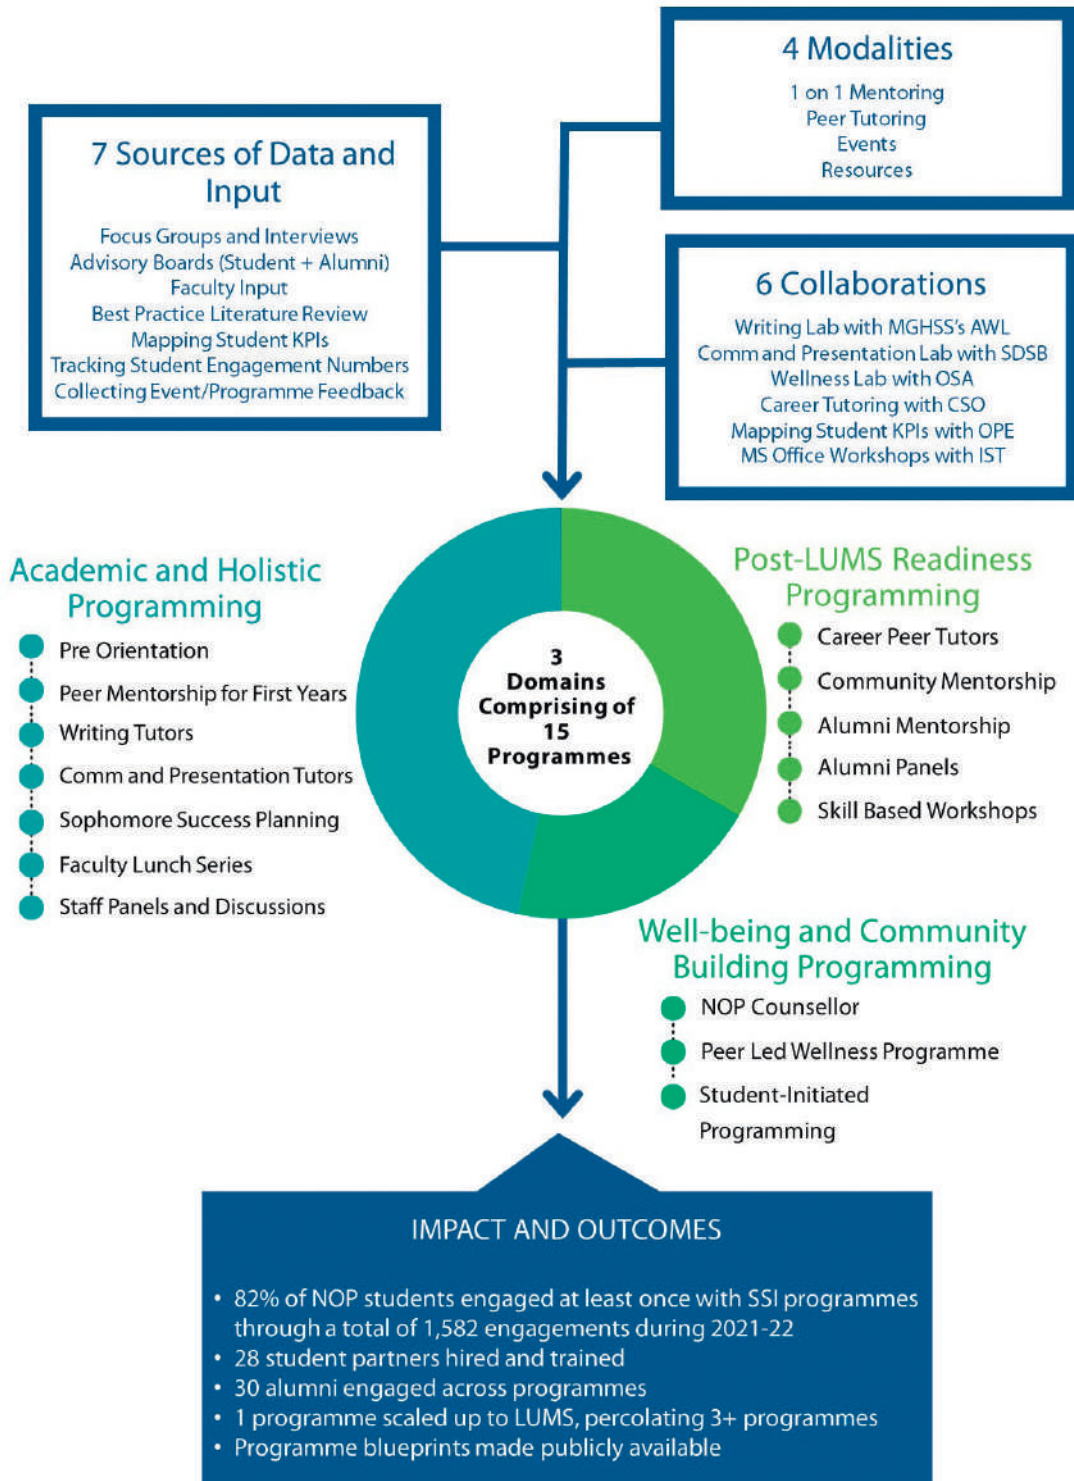 4 Modalities
1 on 1 Mentoring
Peer Tutoring
Events
Resources
7 Sources of Data and
Input
Focus Groups and Interviews
Advisory Boards (Student + Alumni)
Faculty Input
Best Practice Literature Review
Mapping Student KPIs
Tracking Student Engagement Numbers
Collecting Event/Programme Feedback
6 Collaborations
Writing Lab with MGHSS's AWL
Comm and Presentation Lab with SDSB
Wellness Lab with OSA
Career Tutoring with CSO
Mapping Student KPIs with OPE
MS Office Workshops with IST
Academic and Holistic
Programming
Pre Orientation
Peer Mentorship for First Years
Writing Tutors
Comm and Presentation Tutors
Sophomore Success Planning
Faculty Lunch Series
Staff Panels and Discussions
3
Domains
Comprising of
15
Programmes
Post-LUMS Readiness
Programming
Career Peer Tutors
Community Mentorship
Alumni Mentorship
Alumni Panels
Skill Based Workshops
Well-being and Community
Building Programming
NOP Counsellor
Peer Led Wellness Programme
Student-Initiated
Programming
IMPACT AND OUTCOMES
• 82% of NOP students engaged at least once with SSI programmes
through a total of 1,582 engagements during 2021-22
• 28 student partners hired and trained
• 30 alumni engaged across programmes
• 1 programme scaled up to LUMS, percolating 3+ programmes
• Programme blueprints made publicly available